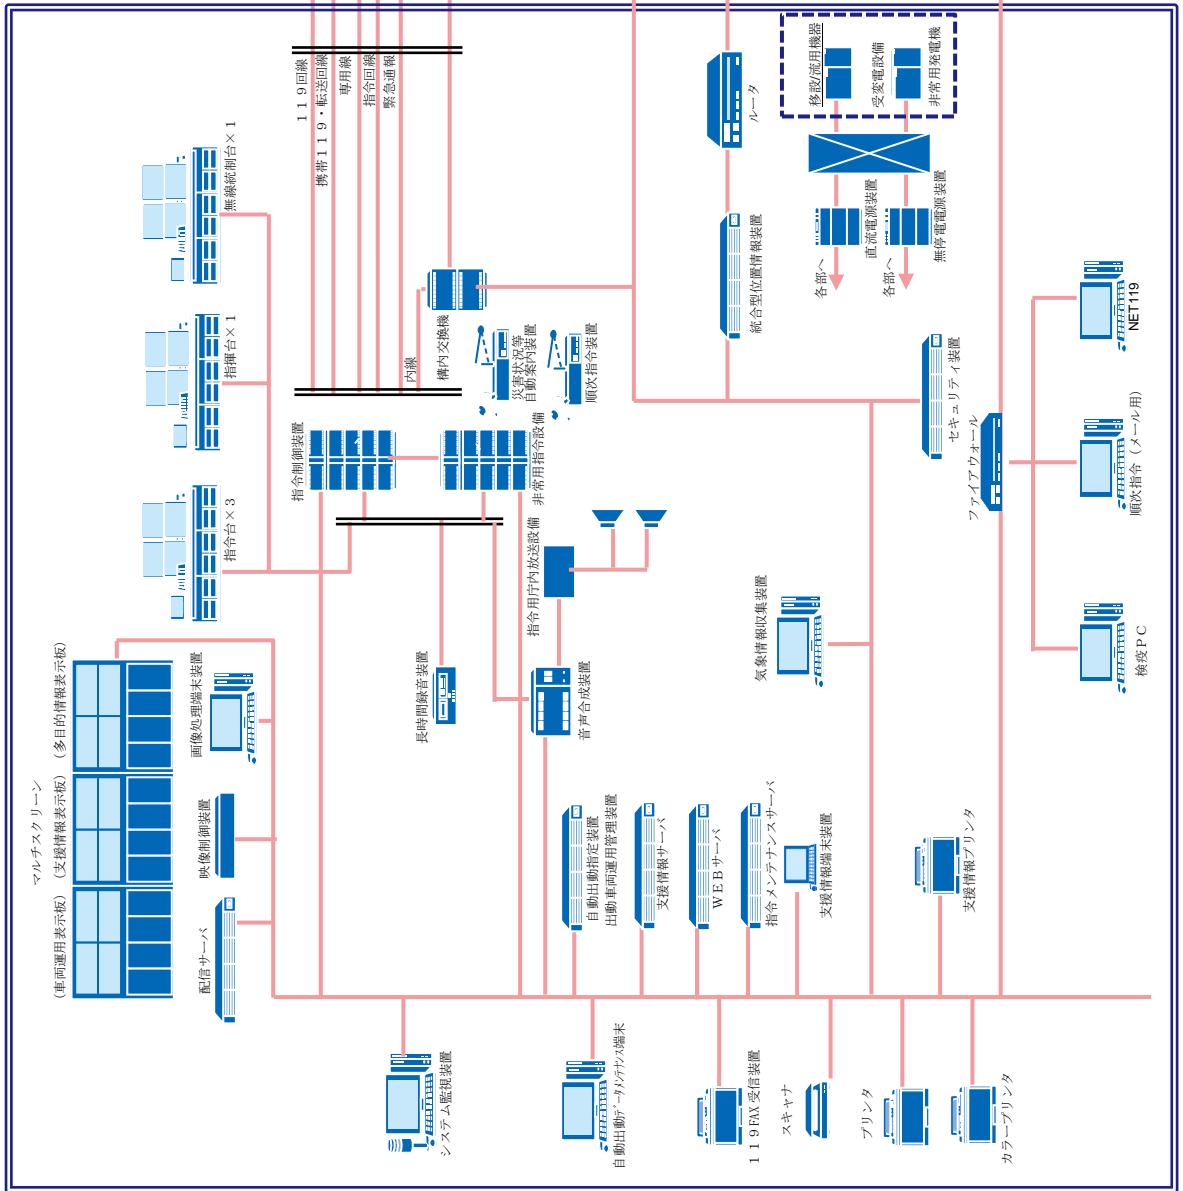 マルチスクリーン
（車両運用表示板）
（支援情報表示板）
（多目的情報表示板）
配信サーバ
映像制御装置
画像処理端末装置
指令台×３
指揮台×１
無線統制台×１
指令制御装置
非常用指令設備
１１９回線
携帯１１９・転送回線
専用線
指令回線
緊急通報
内線
構内交換機
災害状況等
自動案内装置
順次指令装置
長時間録音装置
指令用庁内放送設備
音声合成装置
自動出動指定装置
出動車両運用管理装置
支援情報サーバ
ＷＥＢサーバ
指令メンテナンスサーバ
支援情報端末装置
支援情報プリンタ
気象情報収集装置
ルータ
統合型位置情報装置
移設/流用機器
受変電設備
非常用発電機
直流電源装置
無停電電源装置
各部へ
各部へ
セキュリティ装置
ファイアウォール
NET119
順次指令（メール用）
検疫ＰＣ
システム監視装置
自動出動ﾃﾞｰﾀﾒﾝﾃﾅﾝｽ端末
１１９FAX受信装置
スキャナ
プリンタ
カラープリンタ